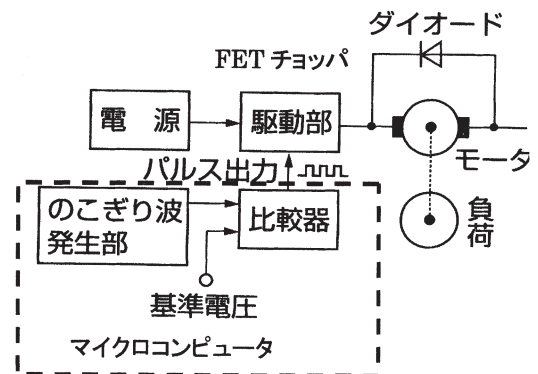 ダイオード
FETチョッパ
電 源
駆動部
モータ
パルス出力
のこぎり波
発生部
比較器
負荷
基準電圧
マイクロコンピュータ